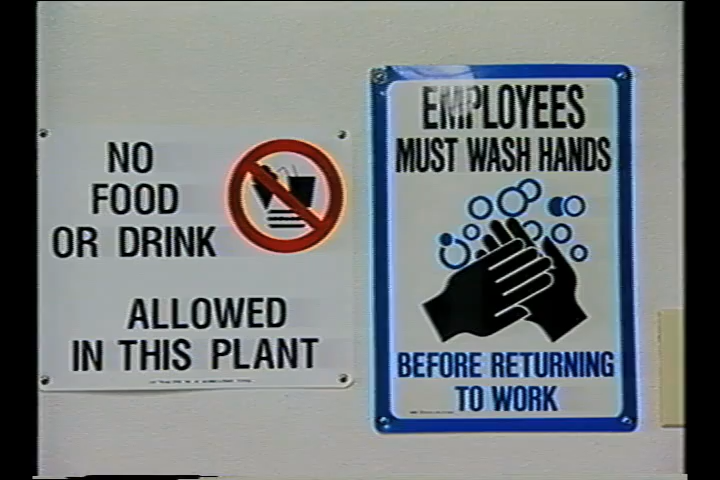 NO
FOOD
OR DRINK
ALLOWED
IN THIS PLANT
EMPLOYEES
MUST WASH HANDS
BEFORE RETURNING
TO WORK